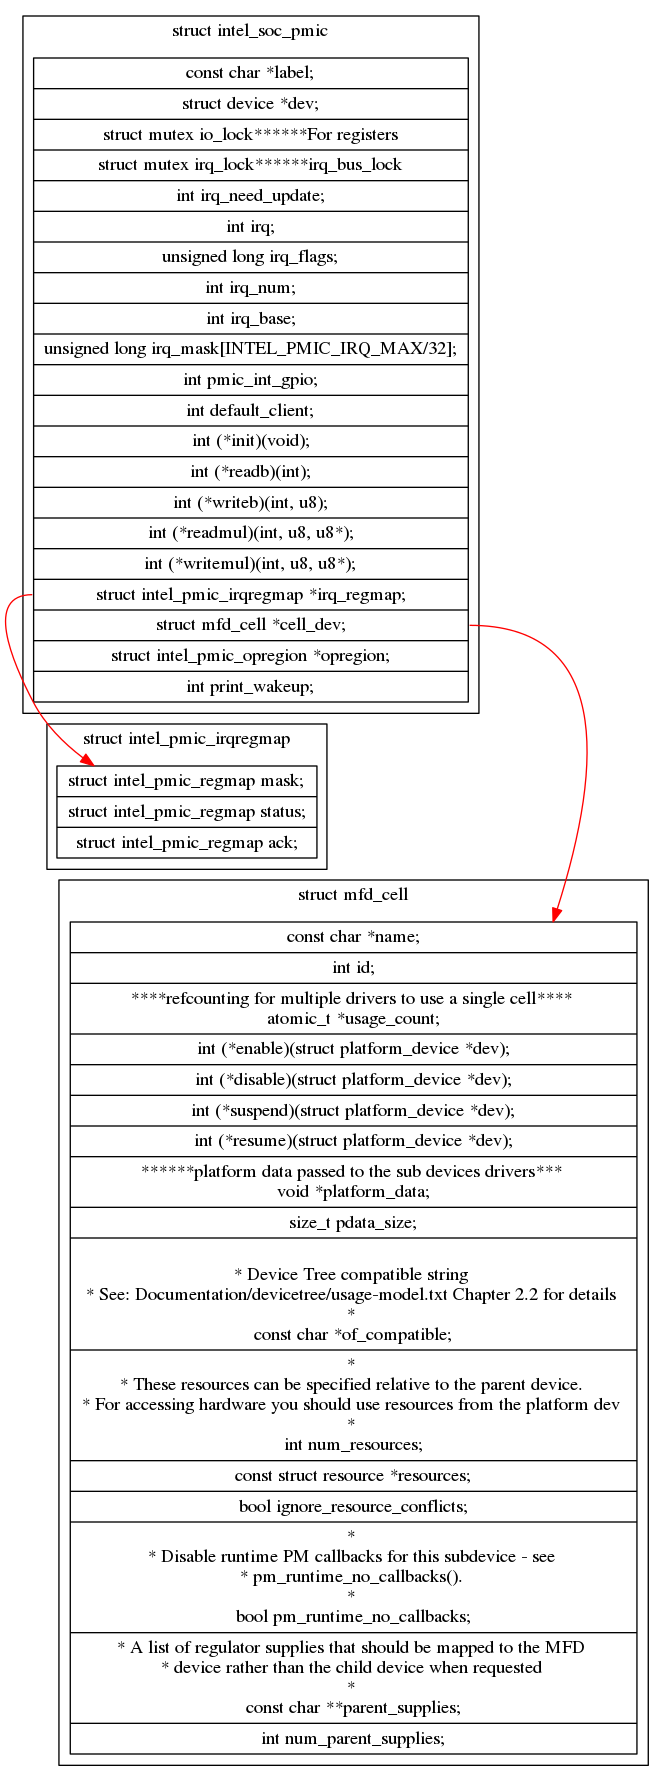 struct intel_soc_pmic
const char *label;
struct device *dev;
struct mutex io_lock******For registers
struct mutex irq_lock******irq_bus_lock
int irq_need_update;
int irq;
unsigned long irq_flags;
int irq_num;
int irq_base;
unsigned long irq_mask[INTEL_PMIC_IRQ_MAX/32];
int pmic_int_gpio;
int default_client;
int (*init)(void);
int (*readb)(int);
int (*writeb)(int, u8);
int (*readmul)(int, u8, u8*);
int (*writemul)(int, u8, u8*);
struct intel_pmic_irqregmap *irq_regmap;
struct mfd_cell *cell_dev;
struct intel_pmic_opregion *opregion;
int print_wakeup;
struct intel_pmic_irqregmap
struct intel_pmic_regmap mask;
struct intel_pmic_regmap status;
struct intel_pmic_regmap ack;
struct mfd_cell
const char *name;
int id;
****refcounting for multiple drivers to use a single cell****
atomic_t *usage_count;
int (*enable)(struct platform_device *dev);
int (*disable)(struct platform_device *dev);
int (*suspend)(struct platform_device *dev);
int (*resume)(struct platform_device *dev);
******platform data passed to the sub devices drivers***
void *platform_data;
size_t pdata_size;
* Device Tree compatible string
* See: Documentation/devicetree/usage-model.txt Chapter 2.2 for details
*
const char *of_compatible;
*
* These resources can be specified relative to the parent device.
* For accessing hardware you should use resources from the platform dev
*
int num_resources;
const struct resource *resources;
bool ignore_resource_conflicts;
*
* Disable runtime PM callbacks for this subdevice - see
* pm_runtime_no_callbacks().
*
bool pm_runtime_no_callbacks;
* A list of regulator supplies that should be mapped to the MFD
* device rather than the child device when requested
*
const char **parent_supplies;
int num_parent_supplies;